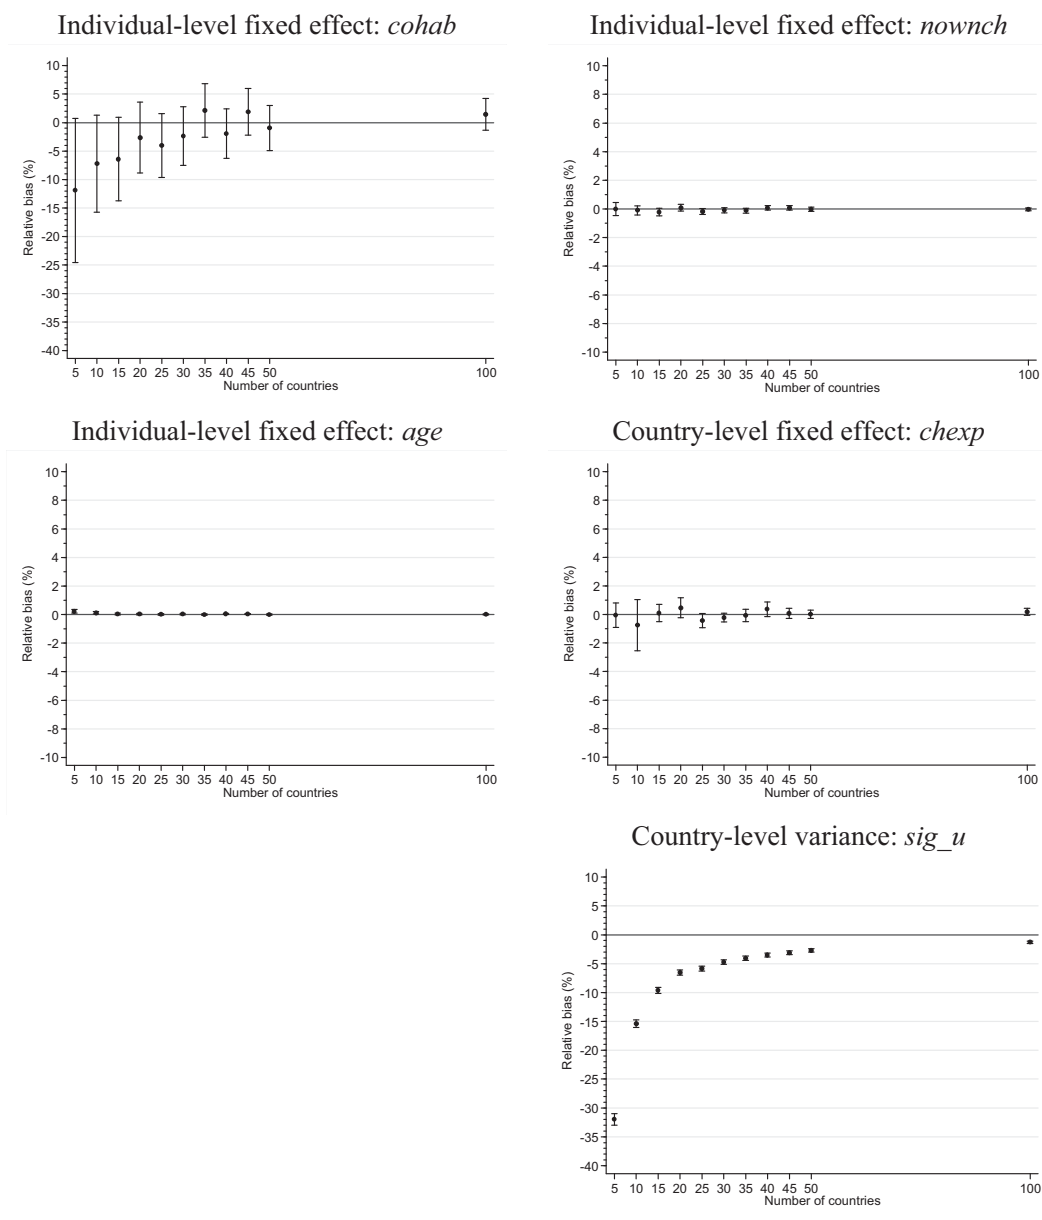 Individual-level fixed effect: cohab
10
5
0
-5
-10
-15
-20
-25
-30
-35
-40
Relative bias (%)
5 10 15 20 25 30 35 40 45 50 100
Number of countries
Individual-level fixed effect: nownch
10
8
6
4
2
0
-2
-4
-6
-8
-10
Relative bias (%)
5 10 15 20 25 30 35 40 45 50 100
Number of countries
Individual-level fixed effect: age
10
8
6
4
2
0
-2
-4
-6
-8
-10
Relative bias (%)
5 10 15 20 25 30 35 40 45 50 100
Number of countries
Country-level fixed effect: chexp
10
8
6
4
2
0
-2
-4
-6
-8
-10
Relative bias (%)
5 10 15 20 25 30 35 40 45 50 100
Number of countries
Country-level variance: sig_u
10
5
0
-5
-10
-15
-20
-25
-30
-35
-40
Relative bias (%)
5 10 15 20 25 30 35 40 45 50 100
Number of countries